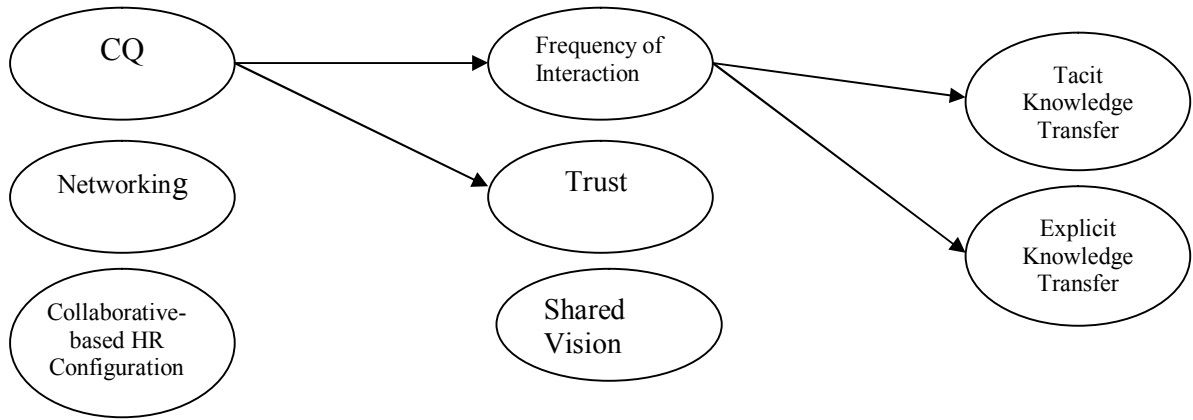 CQ
Frequency of
Interaction
Tacit
Knowledge
Transfer
Networking
Trust
Explicit
Knowledge
Transfer
Collaborative-
based HR
Configuration
Shared
Vision